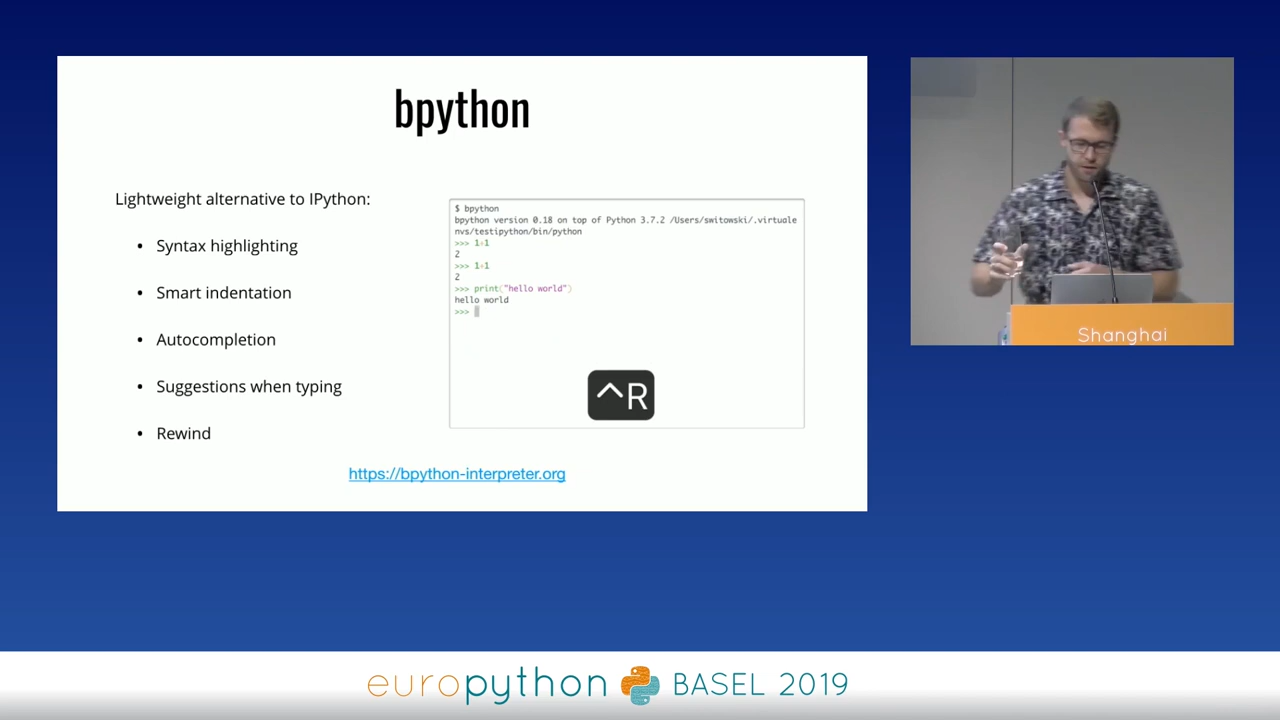 bpython
Lightweight alternative to IPython:
• Syntax highlighting
• Smart indentation
• Autocompletion
• Suggestions when typing
• Rewind
$ bpython
bpython version 0.18 on top of Python 3.7.2 /Users/switowski/.virtuale
nvs/testipython/bin/python
>>> 1+1
2
>>> 1+1
2
>>> print("hello world")
hello world
>>>
^R
https://bpython-interpreter.org
Shanghai
europython BASEL 2019